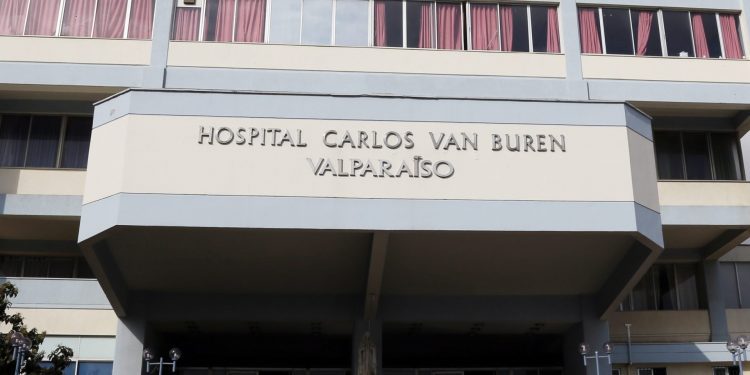 HOSPITAL CARLOS VAN BUREN
VALPARAÍSO